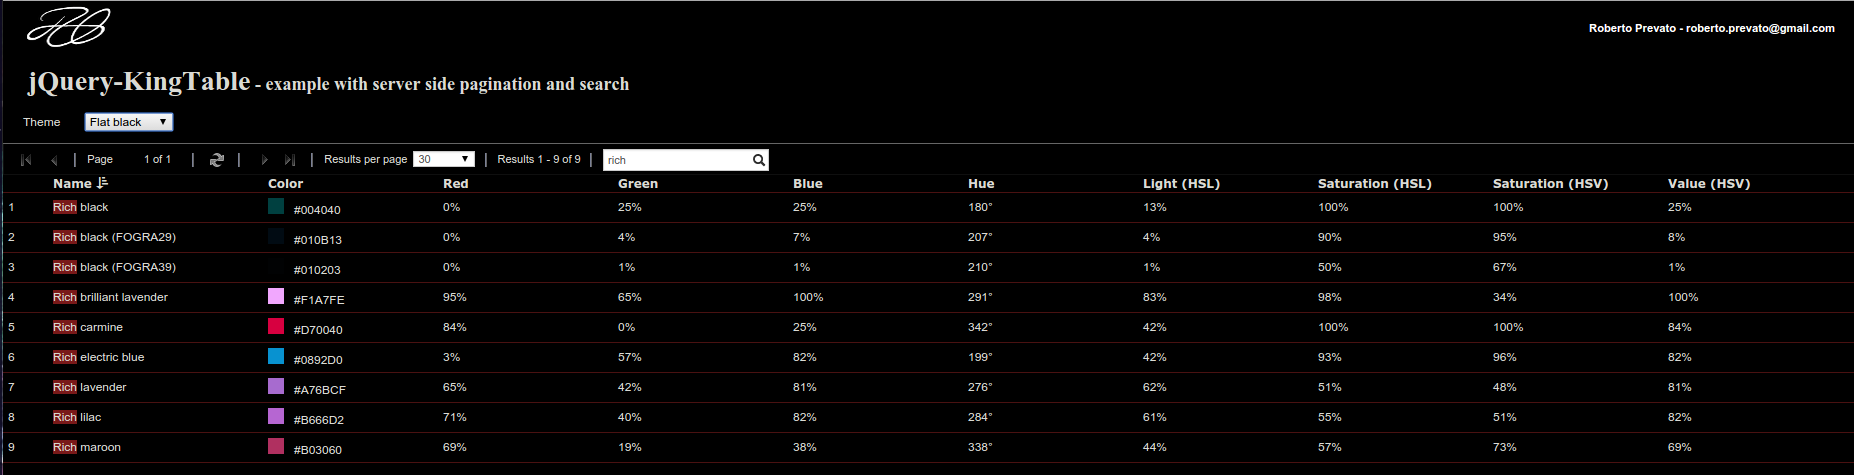 Roberto Prevato - roberto.prevato@gmail.com
jQuery-KingTable - example with server side pagination and search
Theme Flat black
Page 1 of 1 Results per page 30 Results 1 - 9 of 9 rich
Name Color Red Green Blue Hue Light (HSL) Saturation (HSL) Saturation (HSV) Value (HSV)
1 Rich black #004040 0% 25% 25% 180° 13% 100% 100% 25%
2 Rich black (FOGRA29) #010B13 0% 4% 7% 207° 4% 90% 95% 8%
3 Rich black (FOGRA39) #010203 0% 1% 1% 210° 1% 50% 67% 1%
4 Rich brilliant lavender #F1A7FE 95% 65% 100% 291° 83% 98% 34% 100%
5 Rich carmine #D70040 84% 0% 25% 342° 42% 100% 100% 84%
6 Rich electric blue #0892D0 3% 57% 82% 199° 42% 93% 96% 82%
7 Rich lavender #A76BCF 65% 42% 81% 276° 62% 51% 48% 81%
8 Rich lilac #B666D2 71% 40% 82% 284° 61% 55% 51% 82%
9 Rich maroon #B03060 69% 19% 38% 338° 44% 57% 73% 69%